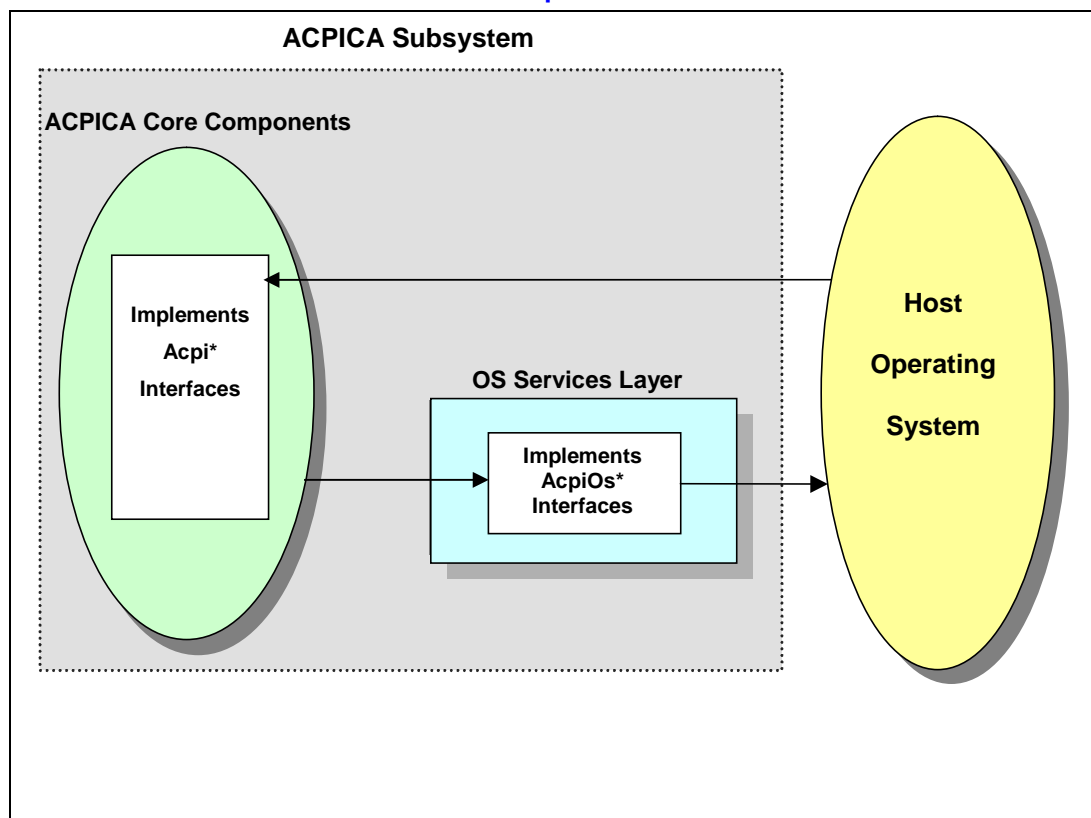 ACPICA Subsystem
ACPICA Core Components
Implements
Acpi*
Interfaces
OS Services Layer
Implements
AcpiOs*
Interfaces
Host
Operating
System